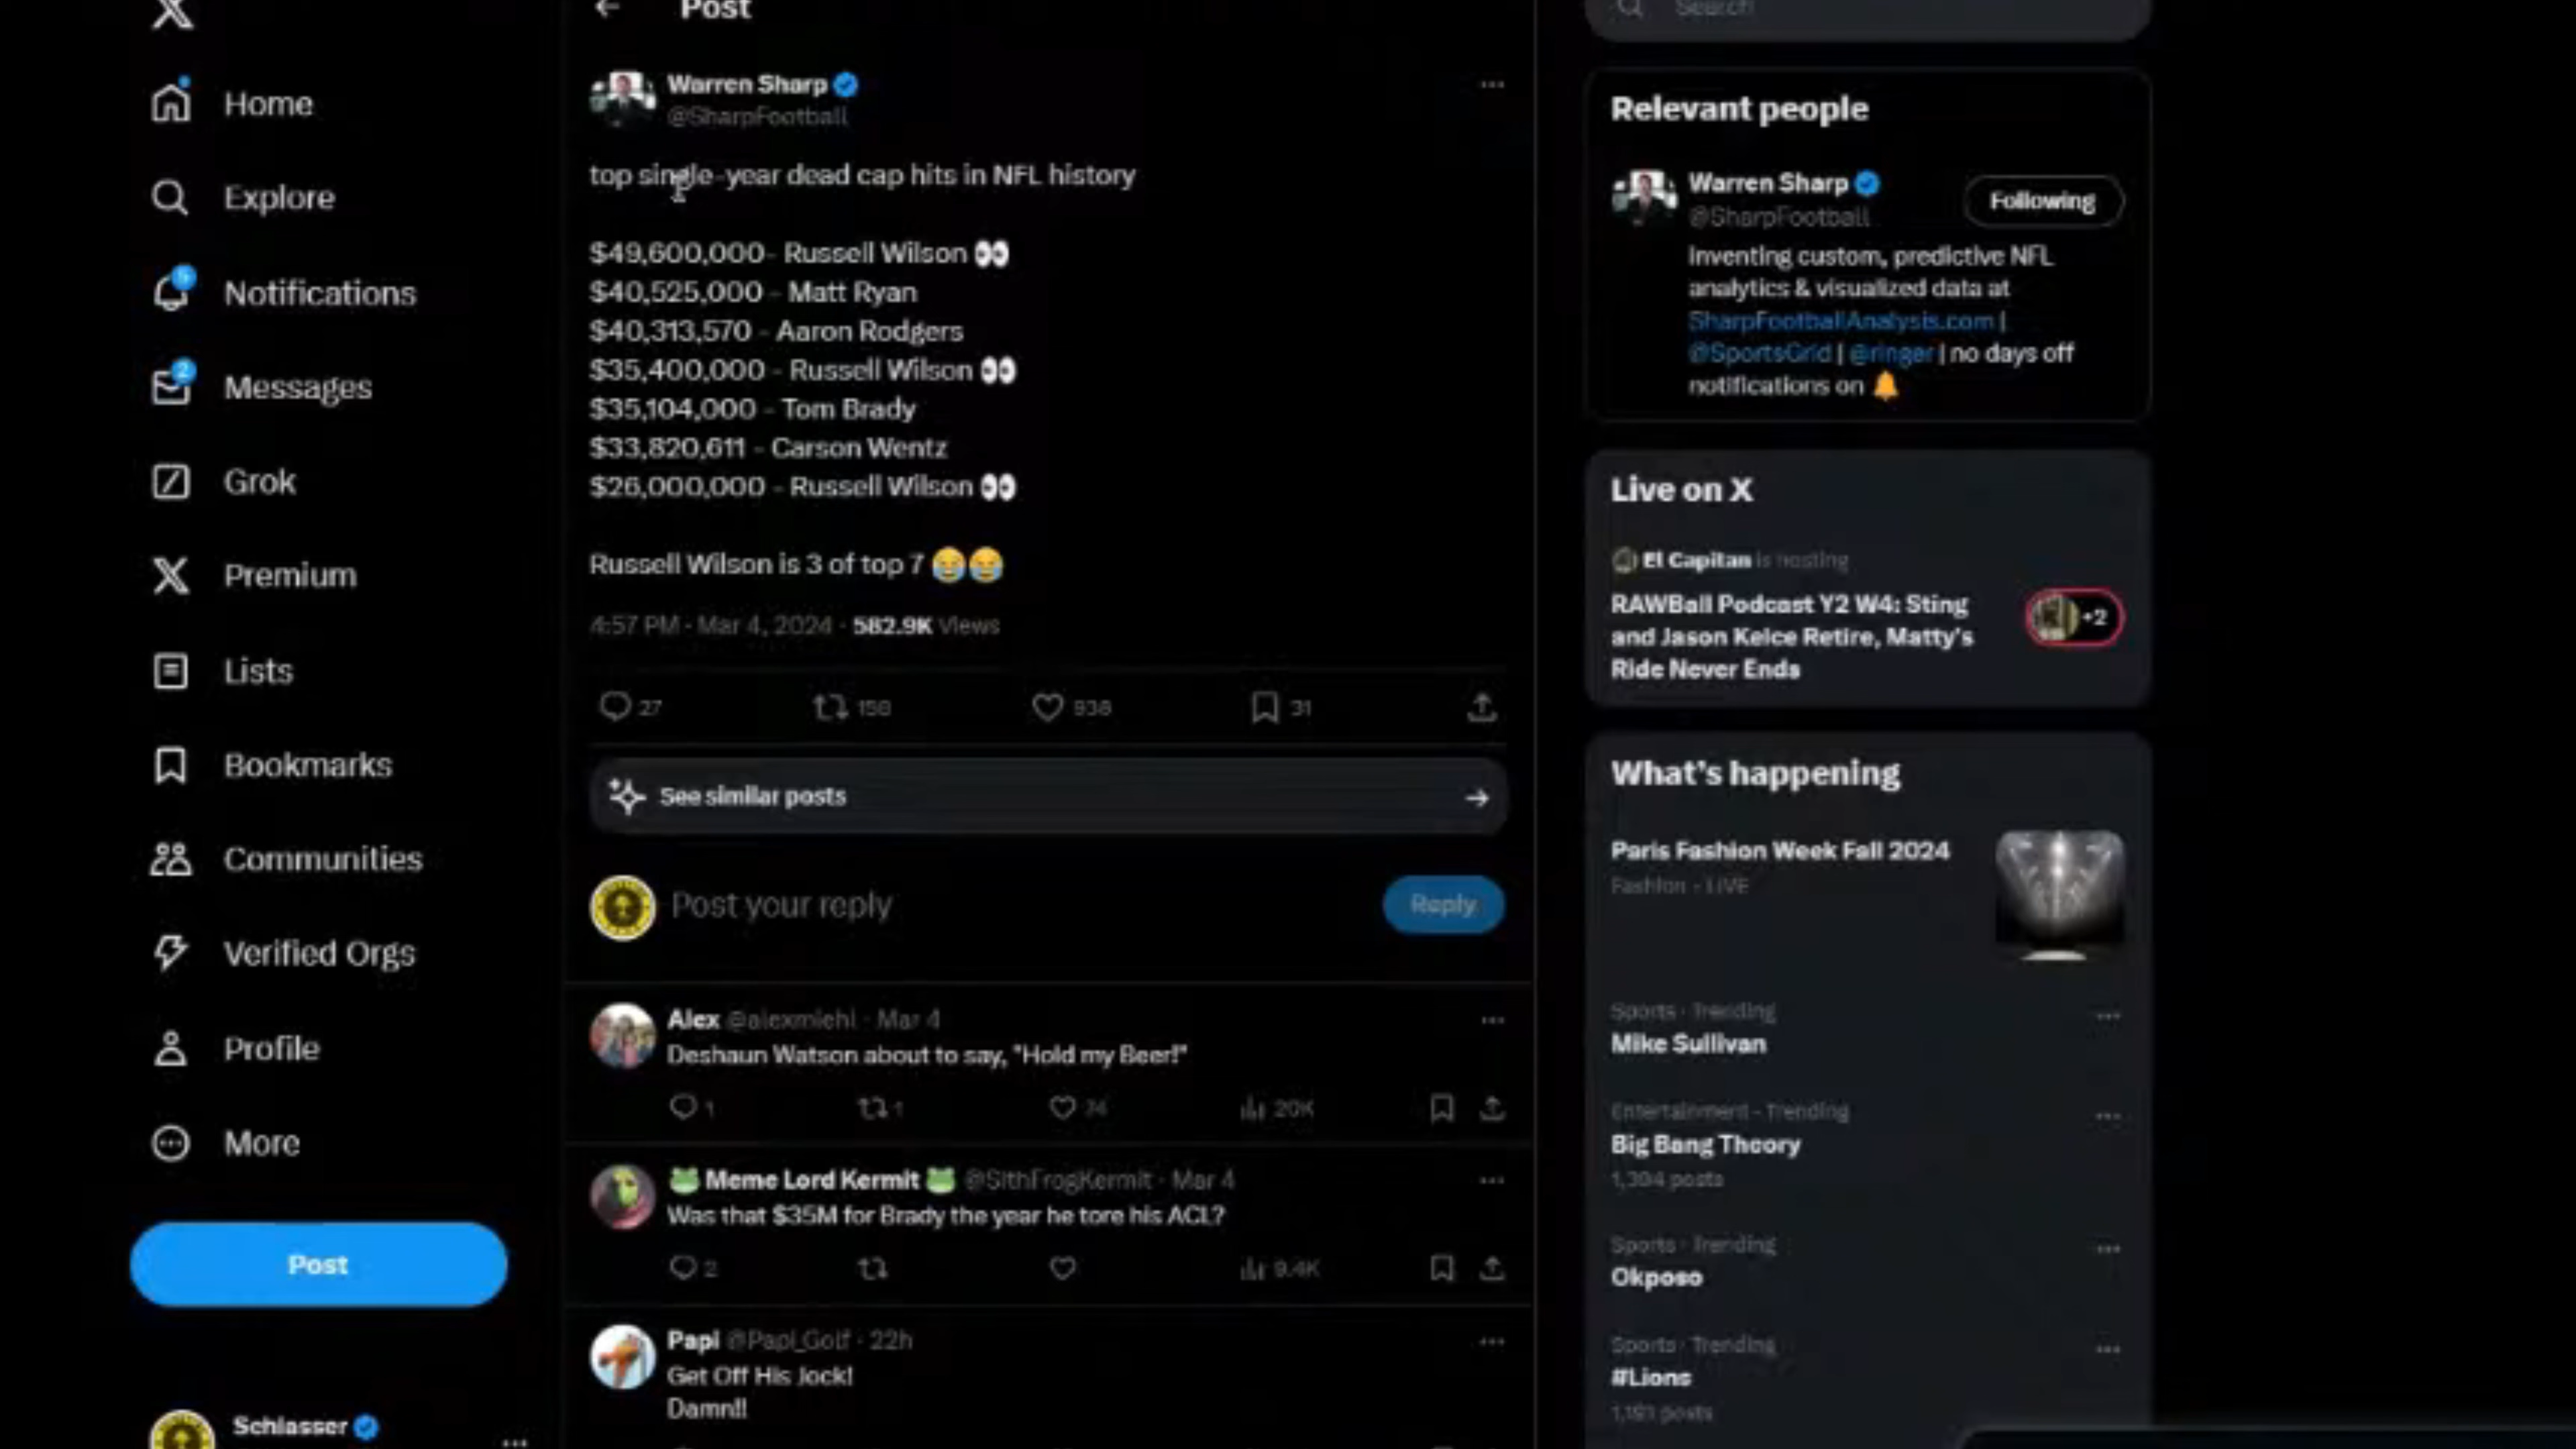 Post
Search
Home
Explore
Notifications
Messages
2
Grok
Premium
Lists
Bookmarks
Communities
Verified Orgs
Profile
More
Post
Schlasser
Warren Sharp
@SharpFootball
top single-year dead cap hits in NFL history
$49,600,000- Russell Wilson 👀
$40,525,000 - Matt Ryan
$40,313,570 - Aaron Rodgers
$35,400,000 - Russell Wilson 👀
$35,104,000 - Tom Brady
$33,820,611 - Carson Wentz
$26,000,000 - Russell Wilson 👀
Russell Wilson is 3 of top 7 😂😂
4:57 PM · Mar 4, 2024 · 582.9K Views
27 158 938 31
See similar posts
Post your reply
Reply
Alex @alexmiehl · Mar 4
Deshaun Watson about to say, "Hold my Beer!"
1 1 74 20K
🐸 Meme Lord Kermit 🐸 @SithFrogKermit · Mar 4
Was that $35M for Brady the year he tore his ACL?
2 9.4K
Papi @Papi_Golf · 22h
Get Off His Jock!
Damn!!
Relevant people
Warren Sharp
@SharpFootball
Following
Inventing custom, predictive NFL
analytics & visualized data at
SharpFootballAnalysis.com |
@SportsGrid | @ringer | no days off
notifications on 🔔
Live on X
El Capitan is hosting
RAWBall Podcast Y2 W4: Sting
and Jason Kelce Retire, Matty's
Ride Never Ends
+2
What's happening
Paris Fashion Week Fall 2024
Fashion · LIVE
Sports · Trending
Mike Sullivan
Entertainment · Trending
Big Bang Theory
posts
Sports · Trending
Okposo
Sports · Trending
#Lions
posts